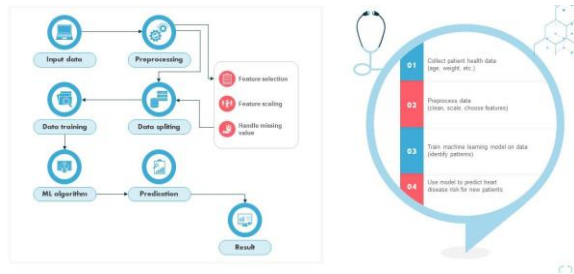 Input data
Preprocessing
Feature selection
Feature scaling
Handle missing
value
Data training
Data spliting
ML algorithm
Predication
Result
01
Collect patient health data
(age, weight, etc.)
02
Preprocess data
(clean, scale, choose features)
03
Train machine learning model on data
(identify patterns)
04
Use model to predict heart
disease risk for new patients